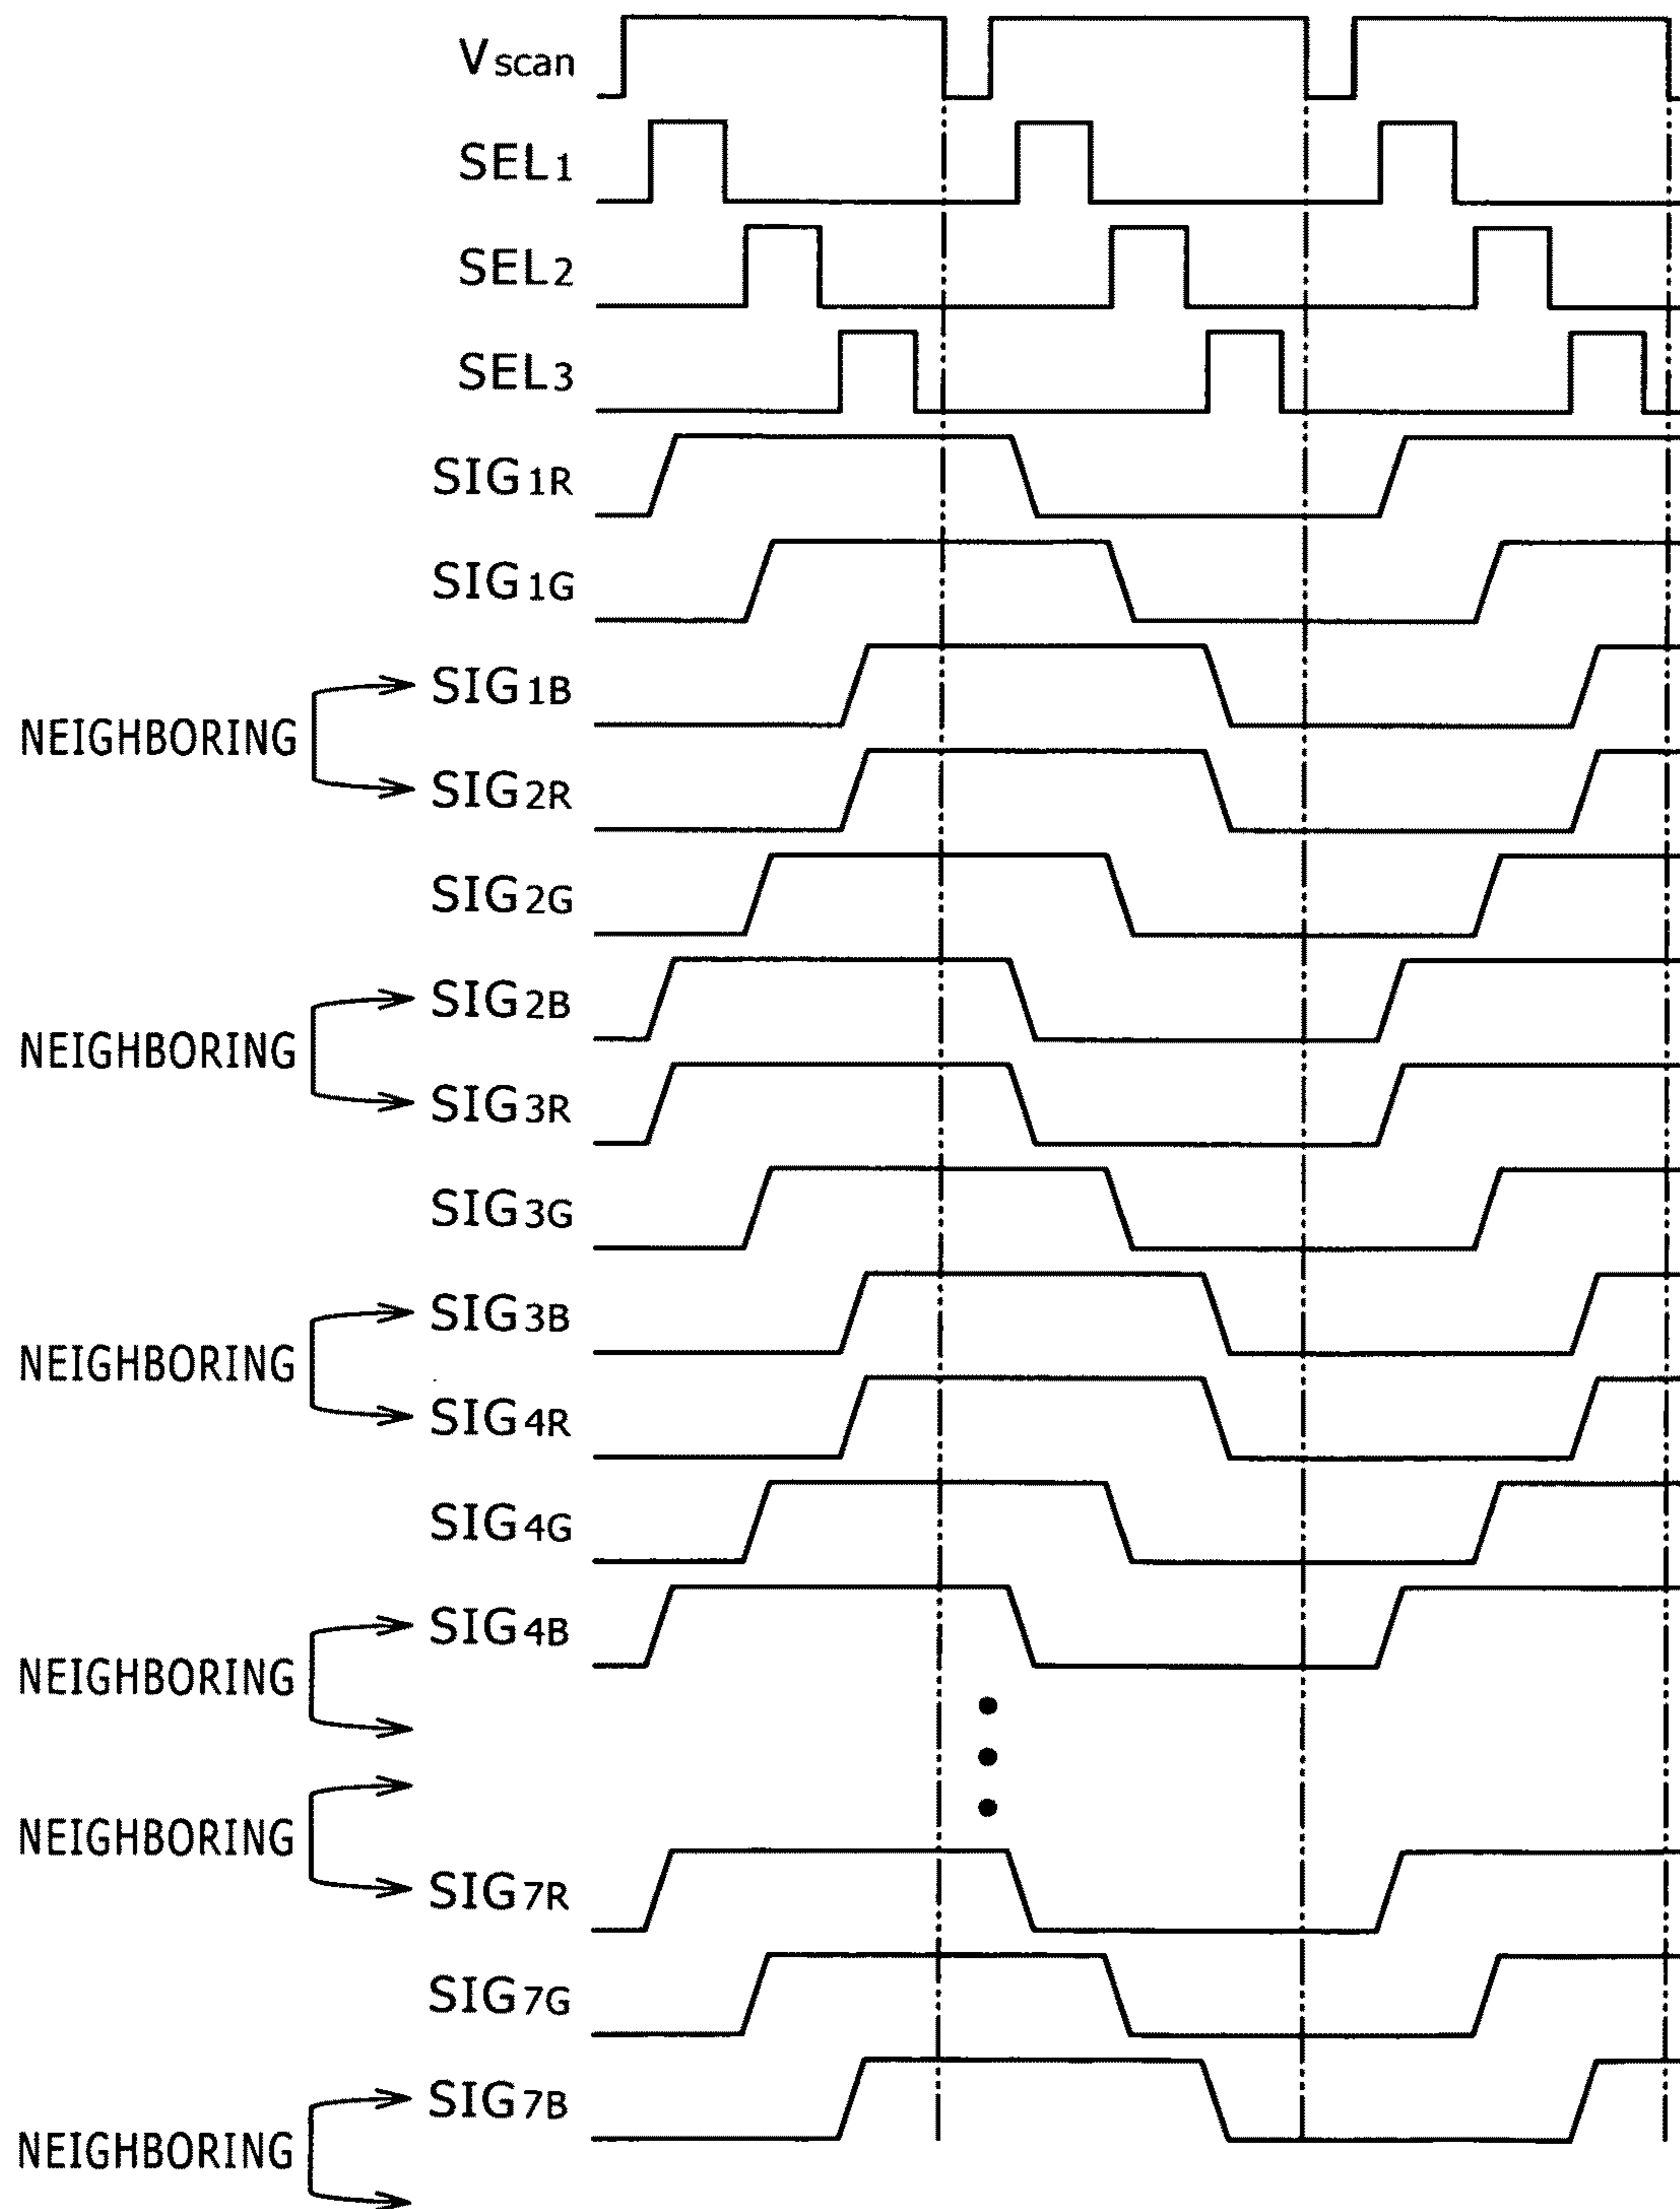 Vscan
SEL1
SEL2
SEL3
SIG1R
SIG1G
SIG1B
NEIGHBORING
SIG2R
SIG2G
SIG2B
NEIGHBORING
SIG3R
SIG3G
SIG3B
NEIGHBORING
SIG4R
SIG4G
SIG4B
NEIGHBORING
NEIGHBORING
SIG7R
SIG7G
SIG7B
NEIGHBORING